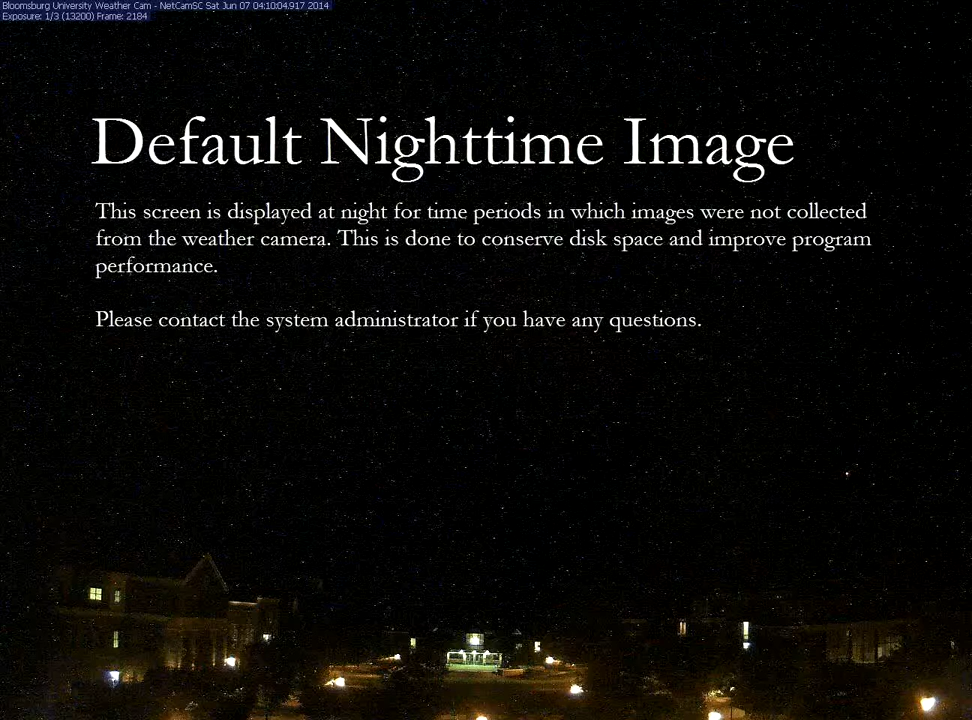 Bloomsburg University Weather Cam - NetCamSC Sat Jun 07 04:10:04.917 2014
Exposure: 1/3 (13200) Frame: 2184
Default Nighttime Image
This screen is displayed at night for time periods in which images were not collected
from the weather camera. This is done to conserve disk space and improve program
performance.
Please contact the system administrator if you have any questions.